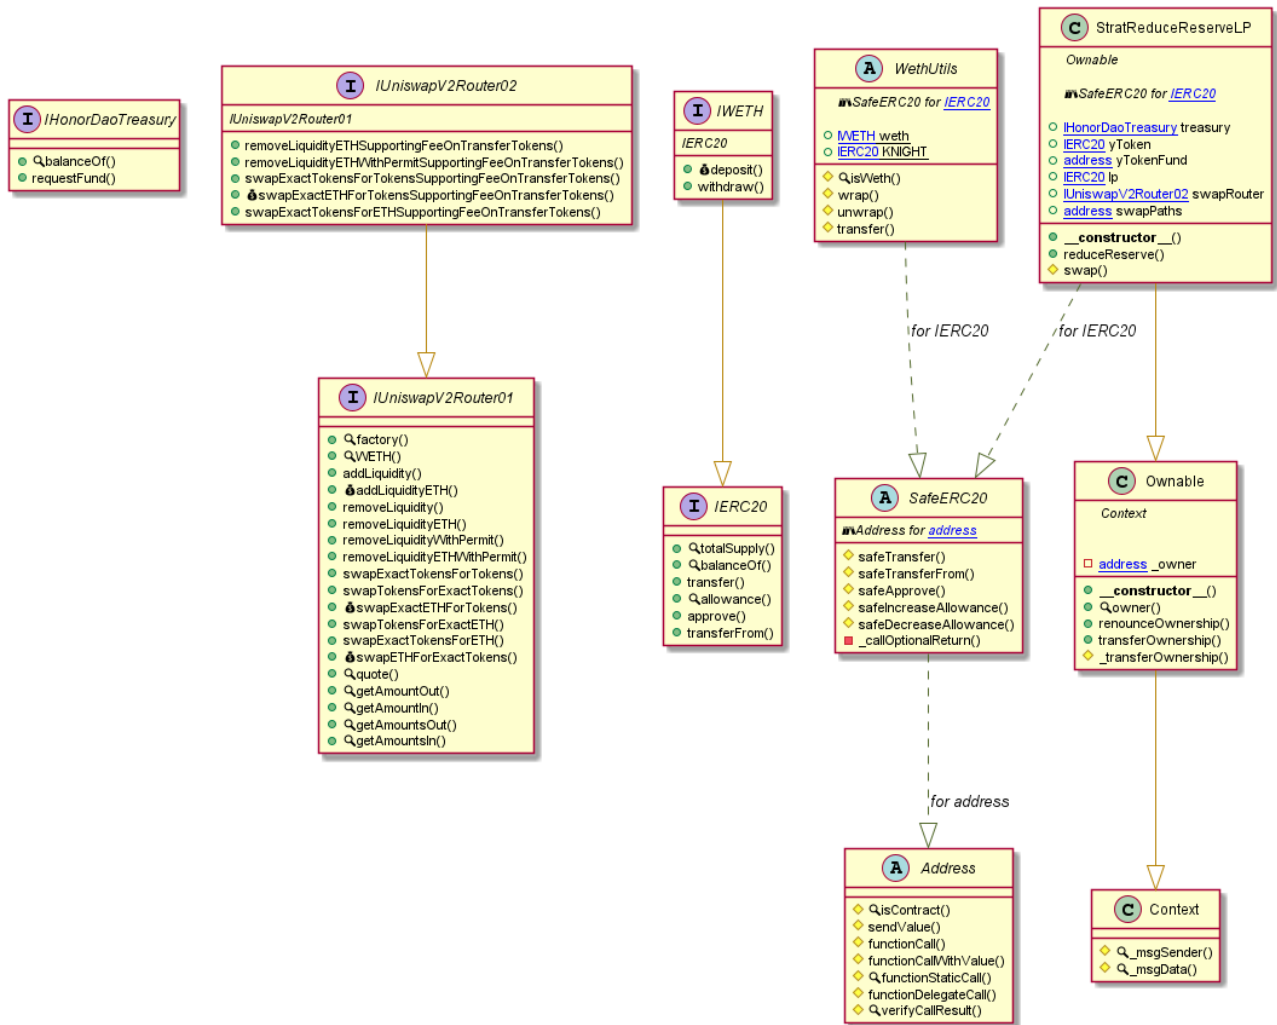 I IHonorDaoTreasury
balanceOf()
requestFund()
I IUniswapV2Router02
IUniswapV2Router01
removeLiquidityETHSupportingFeeOnTransferTokens()
removeLiquidityETHWithPermitSupportingFeeOnTransferTokens()
swapExactTokensForTokensSupportingFeeOnTransferTokens()
swapExactETHForTokensSupportingFeeOnTransferTokens()
swapExactTokensForETHSupportingFeeOnTransferTokens()
I IWETH
IERC20
deposit()
withdraw()
A WethUtils
SafeERC20 for IERC20
IWETH weth
IERC20 KNIGHT
isWeth()
wrap()
unwrap()
transfer()
C StratReduceReserveLP
Ownable
SafeERC20 for IERC20
IHonorDaoTreasury treasury
IERC20 yToken
address yTokenFund
IERC20 lp
IUniswapV2Router02 swapRouter
address swapPaths
__constructor__()
reduceReserve()
swap()
for IERC20
for IERC20
I IUniswapV2Router01
factory()
WETH()
addLiquidity()
addLiquidityETH()
removeLiquidity()
removeLiquidityETH()
removeLiquidityWithPermit()
removeLiquidityETHWithPermit()
swapExactTokensForTokens()
swapTokensForExactTokens()
swapExactETHForTokens()
swapTokensForExactETH()
swapExactTokensForETH()
swapETHForExactTokens()
quote()
getAmountOut()
getAmountIn()
getAmountsOut()
getAmountsIn()
I IERC20
totalSupply()
balanceOf()
transfer()
allowance()
approve()
transferFrom()
A SafeERC20
Address for address
safeTransfer()
safeTransferFrom()
safeApprove()
safeIncreaseAllowance()
safeDecreaseAllowance()
_callOptionalReturn()
C Ownable
Context
address _owner
__constructor__()
owner()
renounceOwnership()
transferOwnership()
_transferOwnership()
for address
A Address
isContract()
sendValue()
functionCall()
functionCallWithValue()
functionStaticCall()
functionDelegateCall()
verifyCallResult()
C Context
_msgSender()
_msgData()